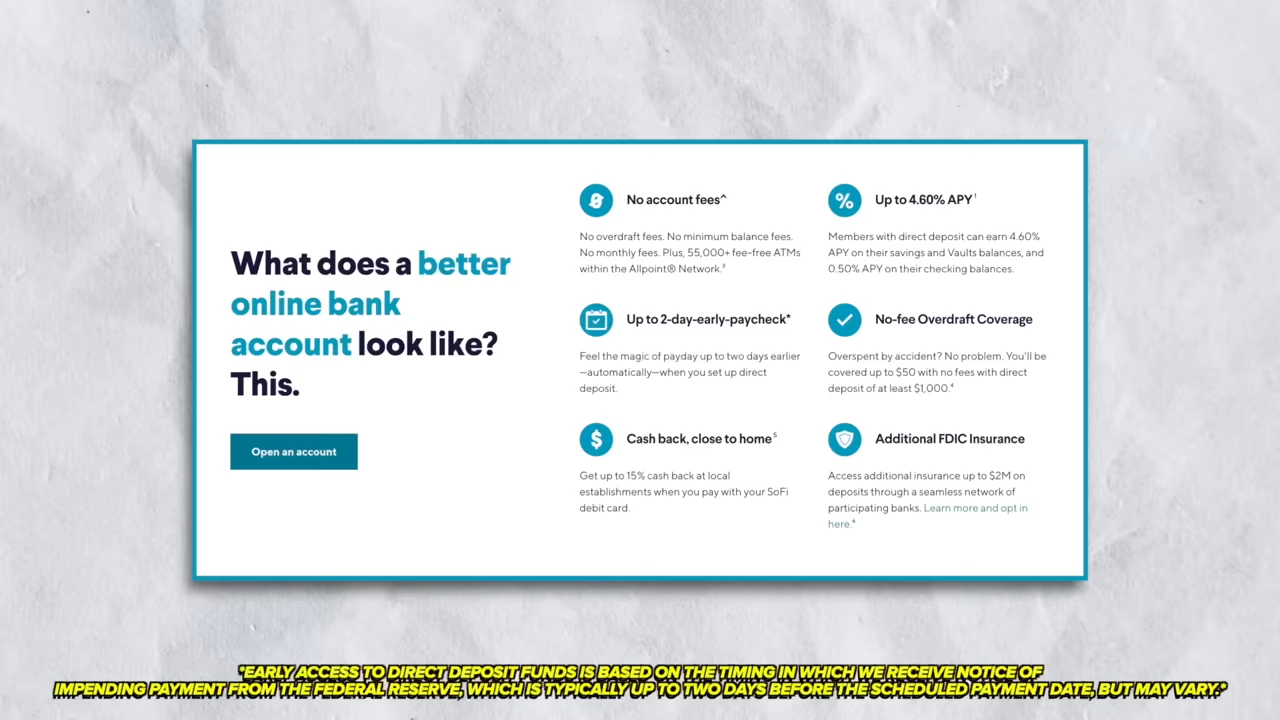 What does a better
online bank
account look like?
This.
Open an account
No account fees^
No overdraft fees. No minimum balance fees.
No monthly fees. Plus, 55,000+ fee-free ATMs
within the Allpoint® Network.³
Up to 4.60% APY ¹
Members with direct deposit can earn 4.60%
APY on their savings and Vaults balances, and
0.50% APY on their checking balances.
Up to 2-day-early-paycheck*
Feel the magic of payday up to two days earlier
—automatically—when you set up direct
deposit.
No-fee Overdraft Coverage
Overspent by accident? No problem. You'll be
covered up to $50 with no fees with direct
deposit of at least $1,000.⁴
Cash back, close to home ⁵
Get up to 15% cash back at local
establishments when you pay with your SoFi
debit card.
Additional FDIC Insurance
Access additional insurance up to $2M on
deposits through a seamless network of
participating banks. Learn more and opt in
here.⁶
*EARLY ACCESS TO DIRECT DEPOSIT FUNDS IS BASED ON THE TIMING IN WHICH WE RECEIVE NOTICE OF
IMPENDING PAYMENT FROM THE FEDERAL RESERVE, WHICH IS TYPICALLY UP TO TWO DAYS BEFORE THE SCHEDULED PAYMENT DATE, BUT MAY VARY.*